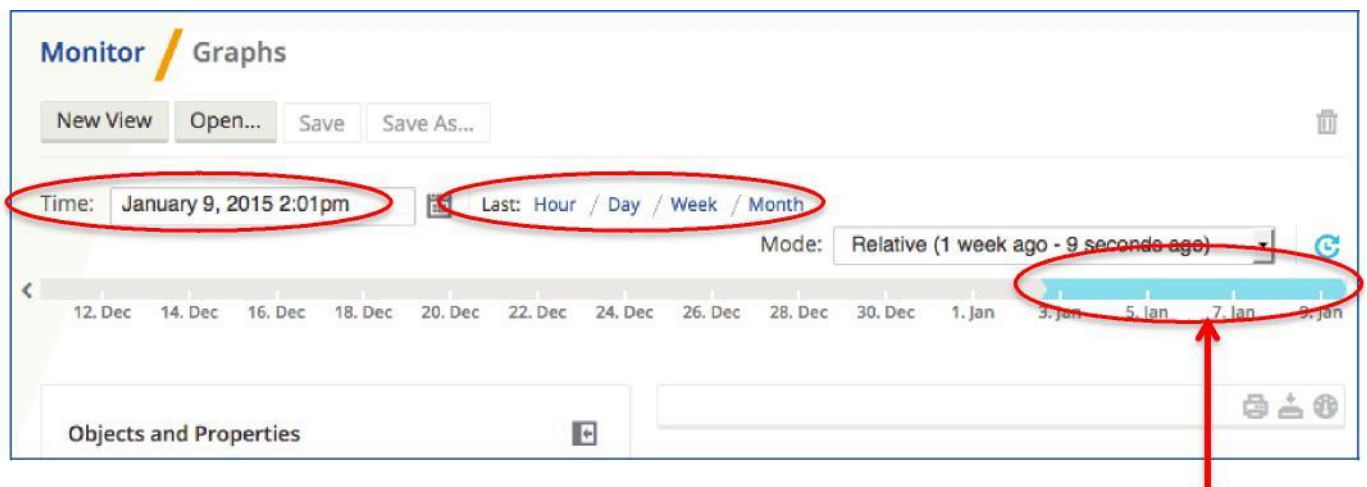 Monitor / Graphs
New View Open... Save Save As...
Time: January 9, 2015 2:01pm Last: Hour / Day / Week / Month
Mode: Relative (1 week ago - 9 seconds ago)
12. Dec 14. Dec 16. Dec 18. Dec 20. Dec 22. Dec 24. Dec 26. Dec 28. Dec 30. Dec 1. Jan 3. Jan 5. Jan 7. Jan 9. Jan
Objects and Properties